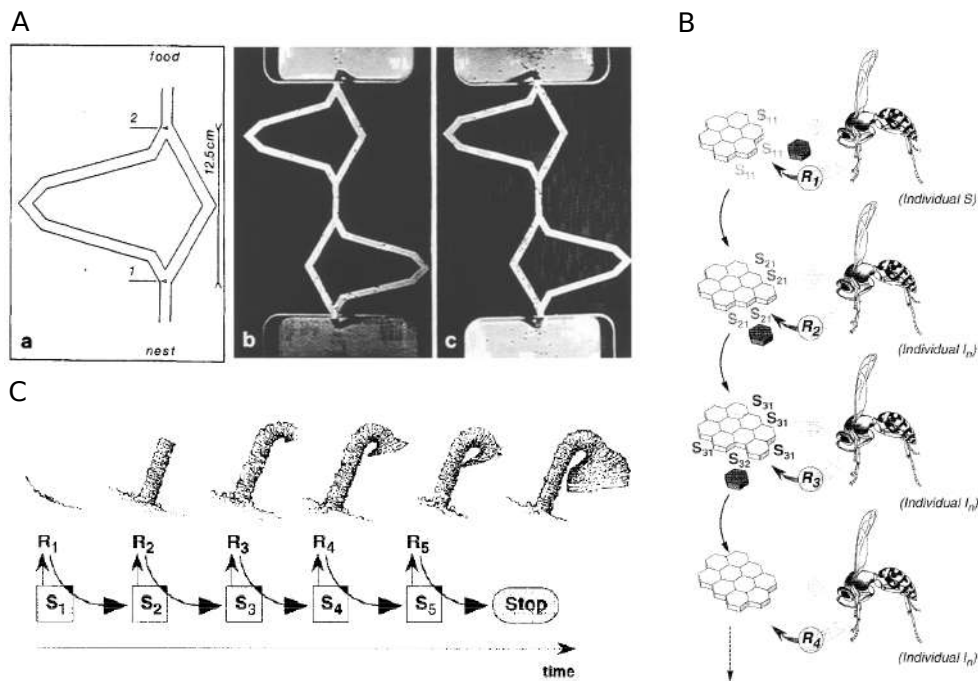 A
food
2
12.5cm
1
a
nest
b
c
B
S11
S11
S11
R1
(Individual S)
S21
S21
S21
S21
R2
(Individual In)
S31
S31
S31
S32
S31
R3
(Individual In)
R4
(Individual In)
C
R1 R2 R3 R4 R5
S1 S2 S3 S4 S5 Stop
time